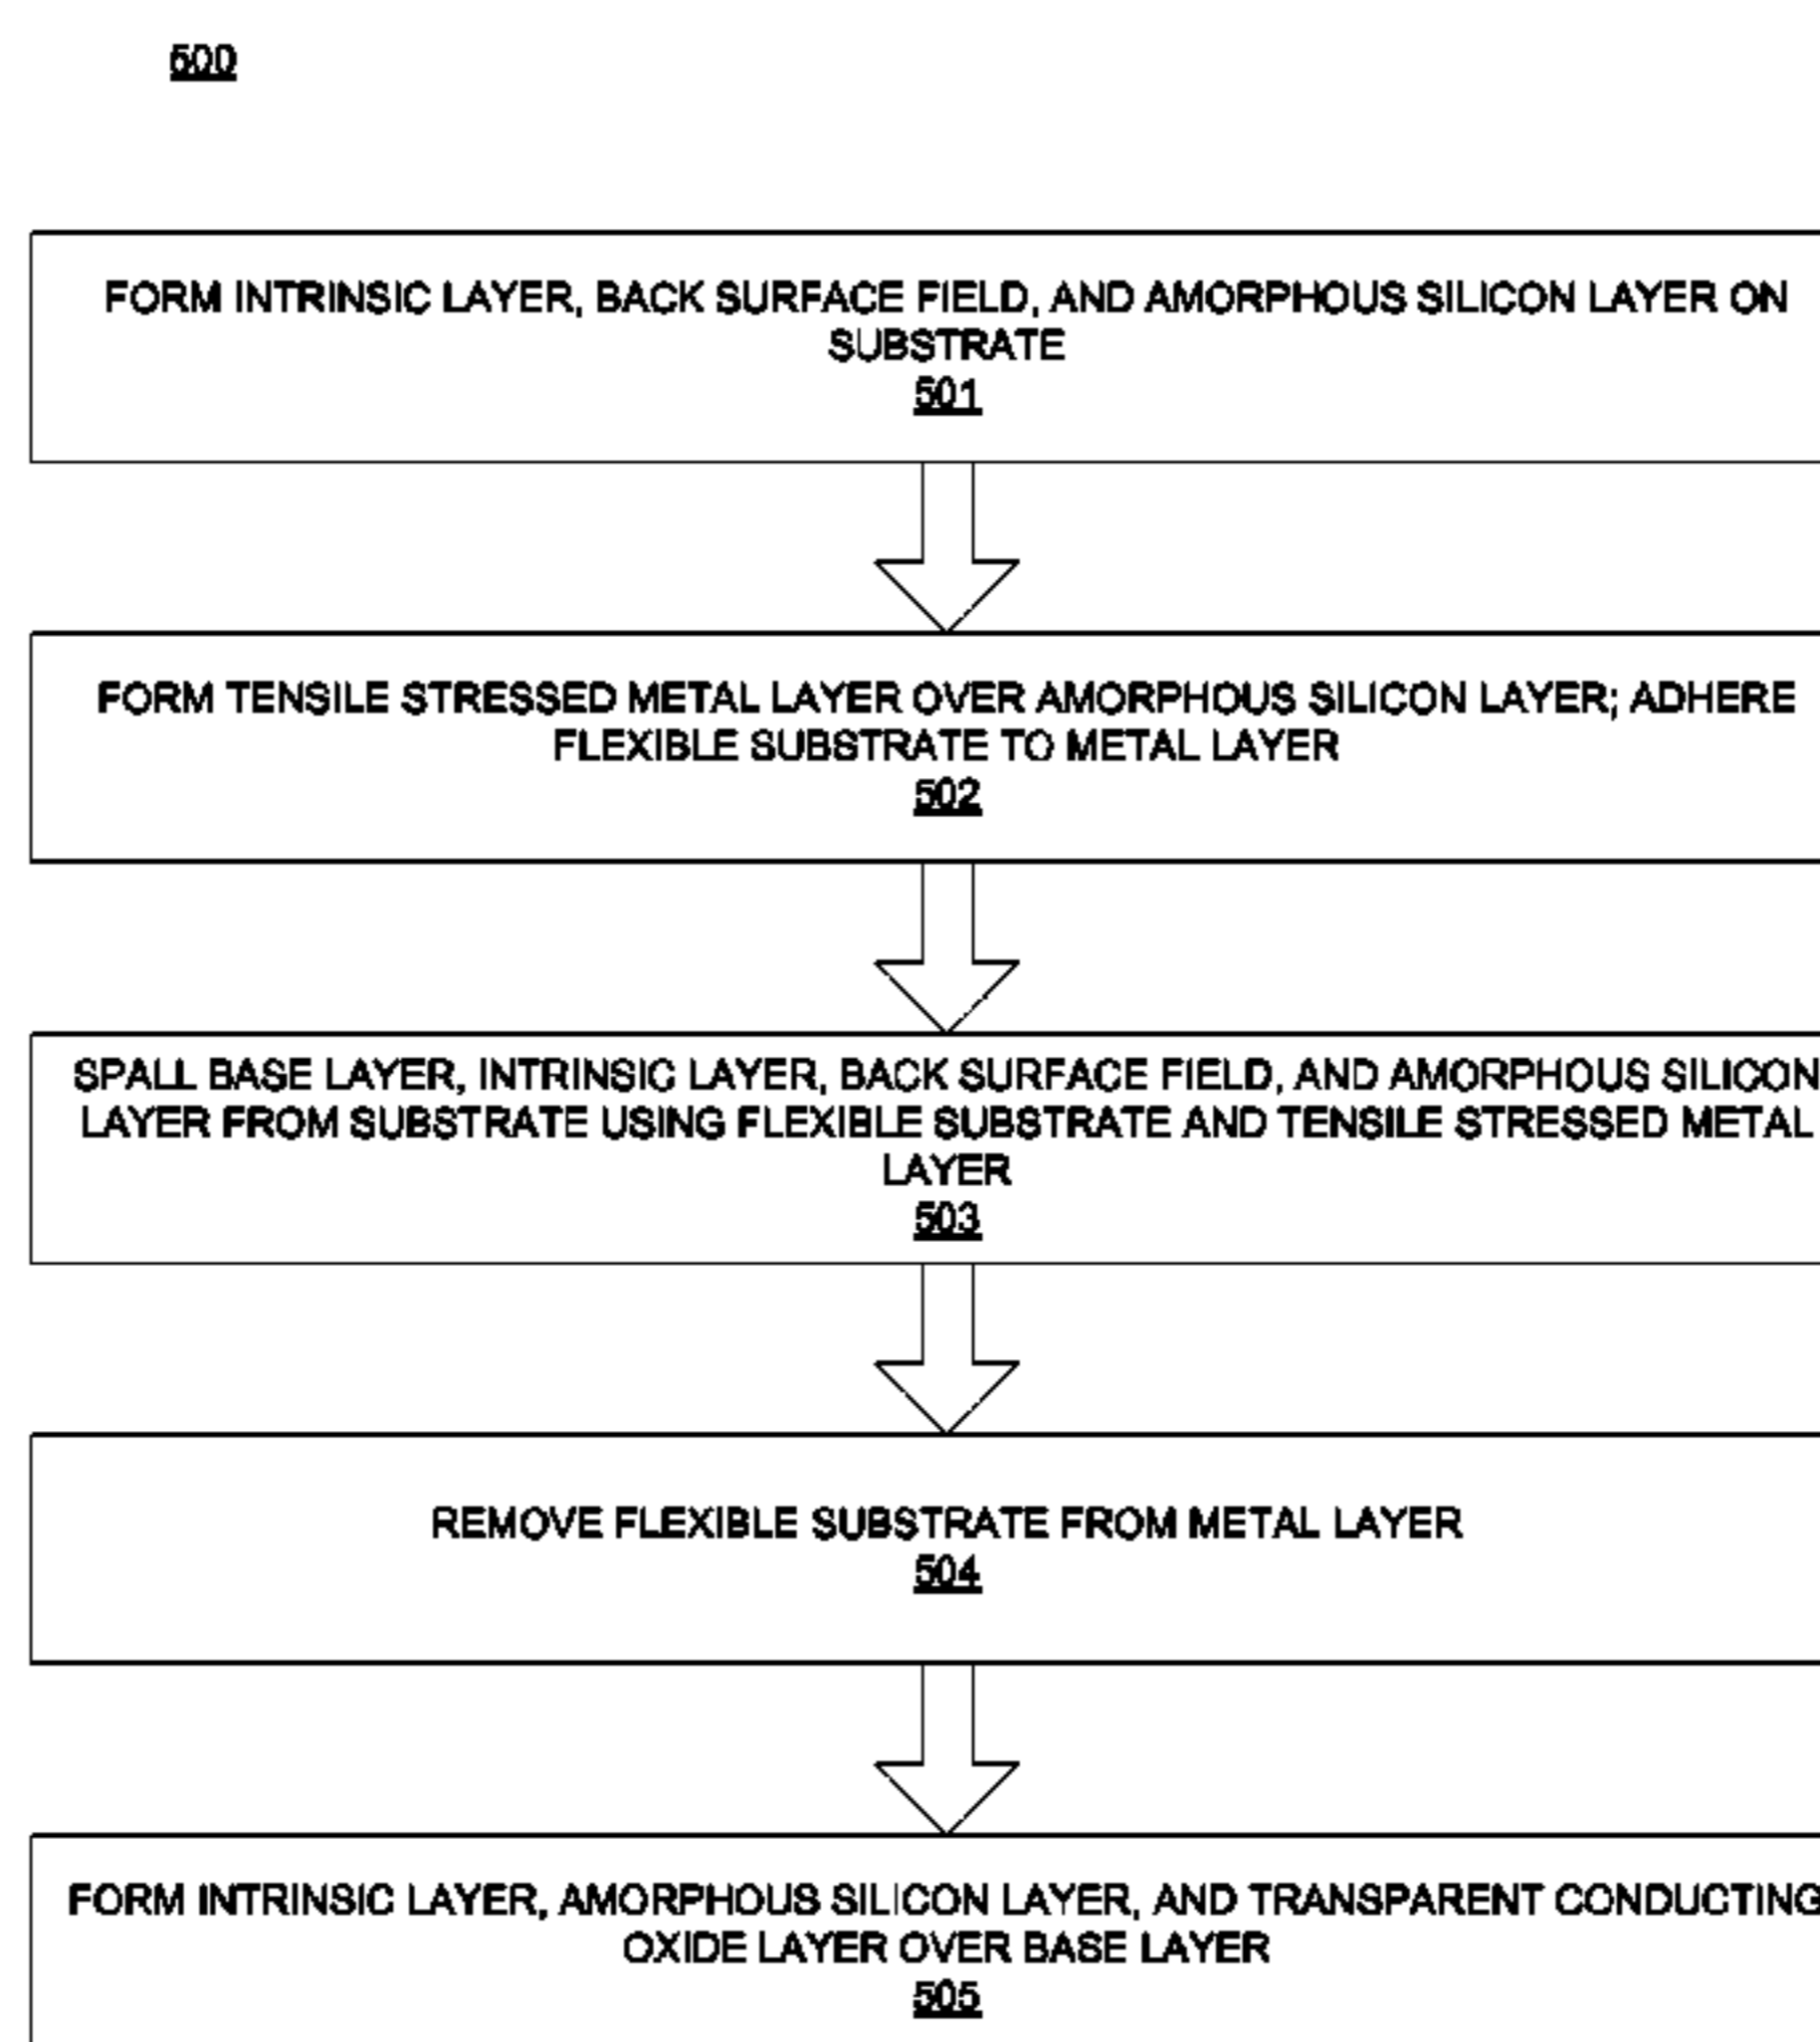 500
FORM INTRINSIC LAYER, BACK SURFACE FIELD, AND AMORPHOUS SILICON LAYER ON
SUBSTRATE
501
FORM TENSILE STRESSED METAL LAYER OVER AMORPHOUS SILICON LAYER; ADHERE
FLEXIBLE SUBSTRATE TO METAL LAYER
502
SPALL BASE LAYER, INTRINSIC LAYER, BACK SURFACE FIELD, AND AMORPHOUS SILICON
LAYER FROM SUBSTRATE USING FLEXIBLE SUBSTRATE AND TENSILE STRESSED METAL
LAYER
503
REMOVE FLEXIBLE SUBSTRATE FROM METAL LAYER
504
FORM INTRINSIC LAYER, AMORPHOUS SILICON LAYER, AND TRANSPARENT CONDUCTING
OXIDE LAYER OVER BASE LAYER
505